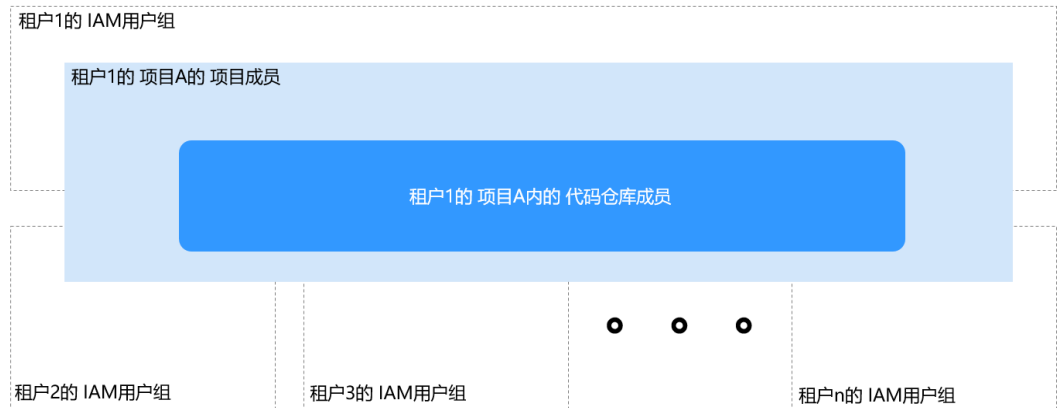 租户1的 IAM用户组
租户1的 项目A的 项目成员
租户1的 项目A内的 代码仓库成员
租户2的 IAM用户组
租户3的 IAM用户组
租户n的 IAM用户组